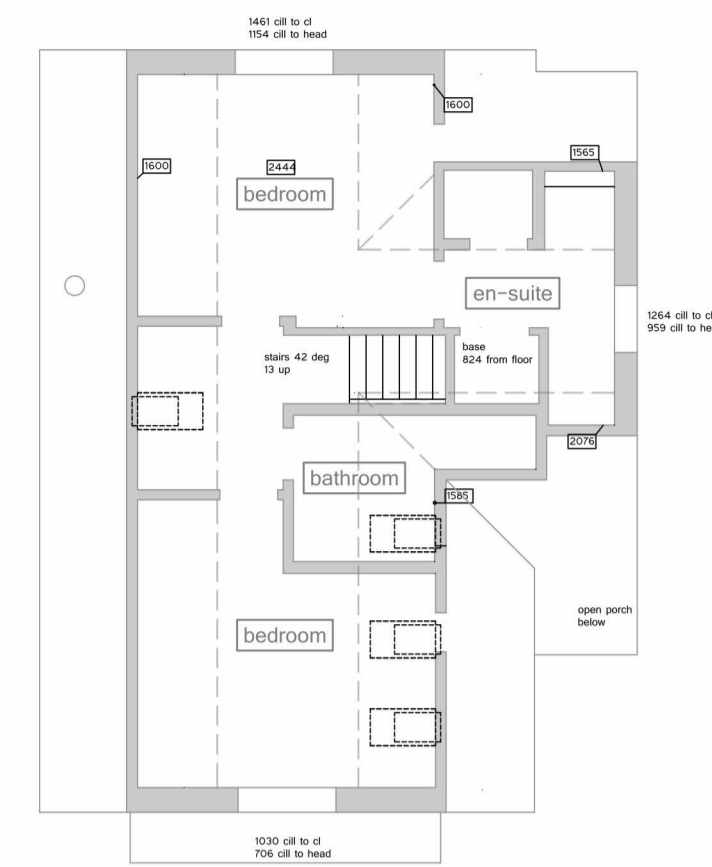 1461 cill to cl
1154 cill to head
1600
1565
1600
2444
bedroom
en-suite
1264 cill to cl
959 cill to he
stairs 42 deg
13 up
base
824 from floor
2076
bathroom
1585
open porch
below
bedroom
1030 cill to cl
706 cill to head